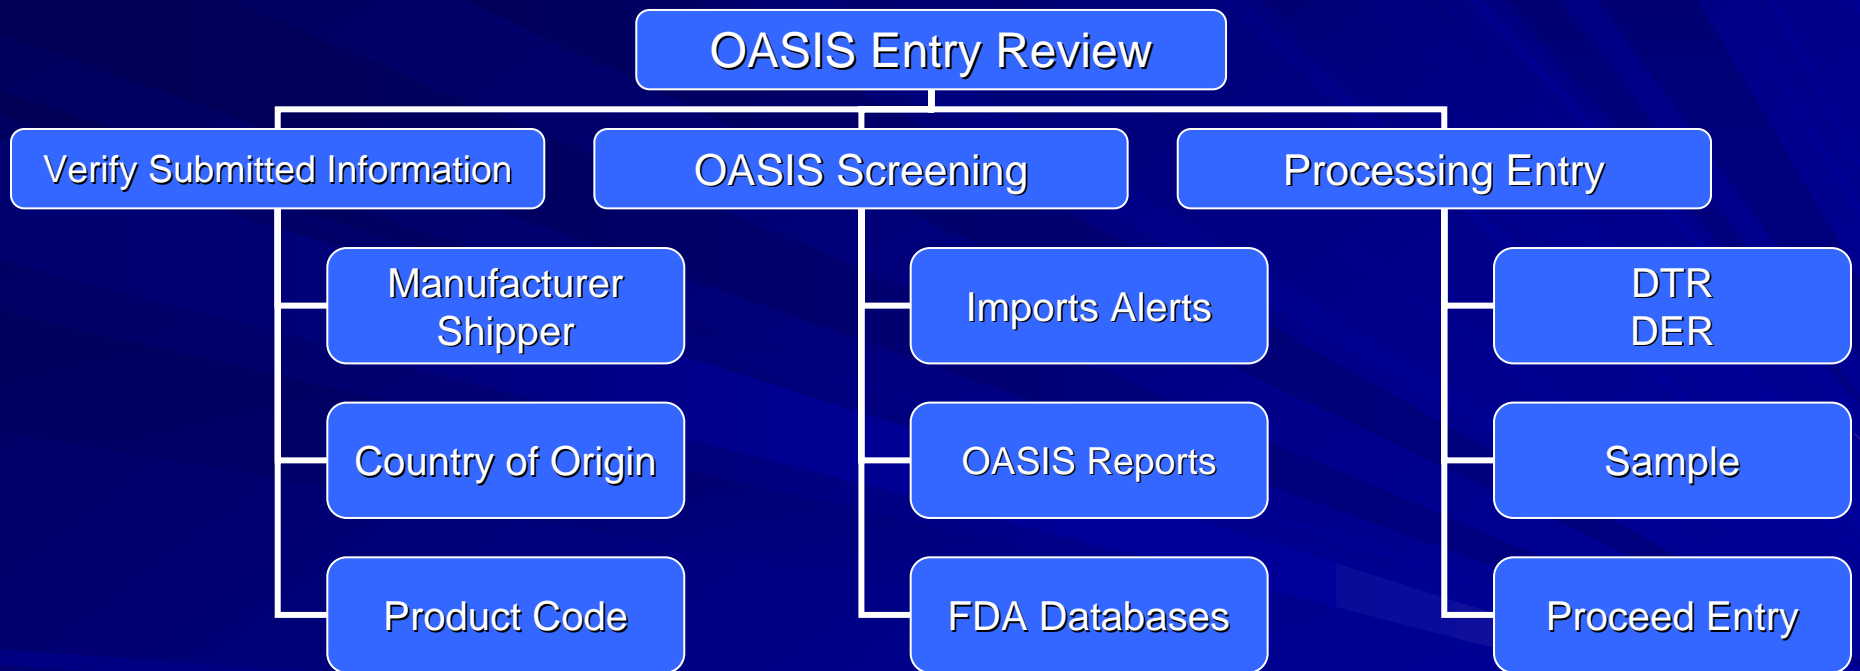 OASIS Entry Review
Verify Submitted Information
OASIS Screening
Processing Entry
Manufacturer
Shipper
Imports Alerts
DTR
DER
Country of Origin
OASIS Reports
Sample
Product Code
FDA Databases
Proceed Entry